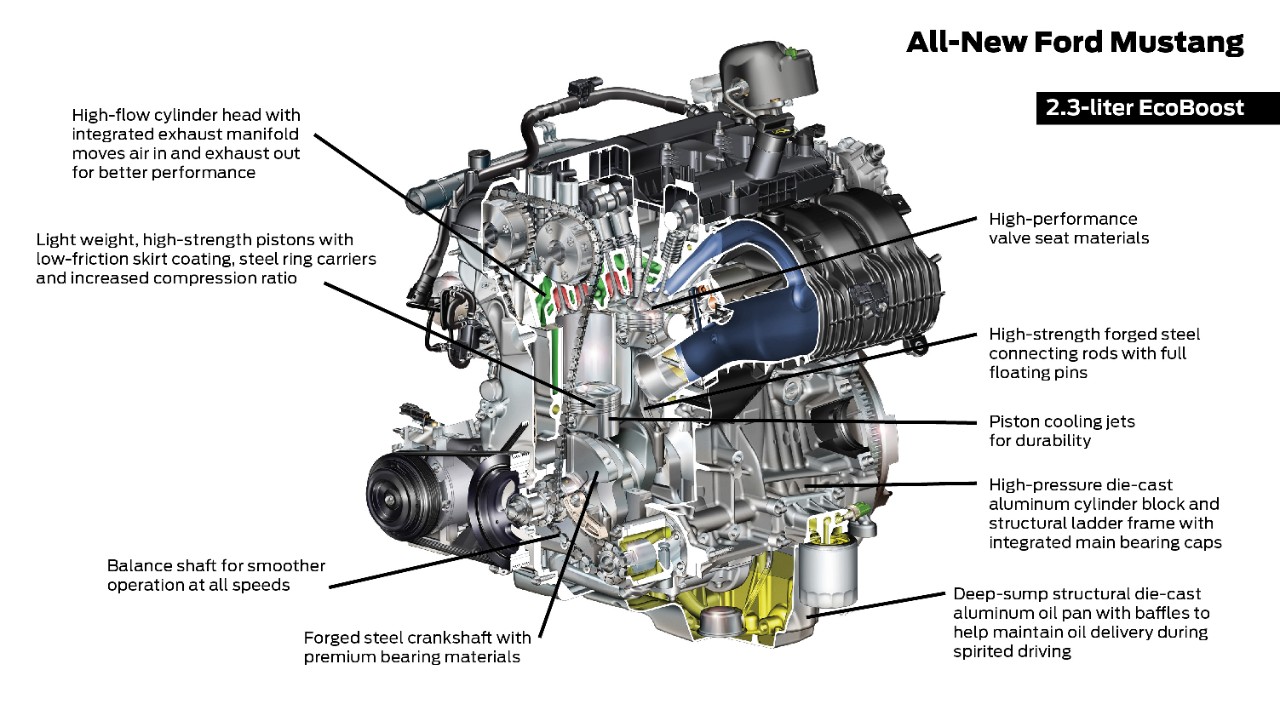 All-New Ford Mustang
2.3-liter EcoBoost
High-flow cylinder head with
integrated exhaust manifold
moves air in and exhaust out
for better performance
Light weight, high-strength pistons with
low-friction skirt coating, steel ring carriers
and increased compression ratio
Balance shaft for smoother
operation at all speeds
Forged steel crankshaft with
premium bearing materials
High-performance
valve seat materials
High-strength forged steel
connecting rods with full
floating pins
Piston cooling jets
for durability
High-pressure die-cast
aluminum cylinder block and
structural ladder frame with
integrated main bearing caps
Deep-sump structural die-cast
aluminum oil pan with baffles to
help maintain oil delivery during
spirited driving